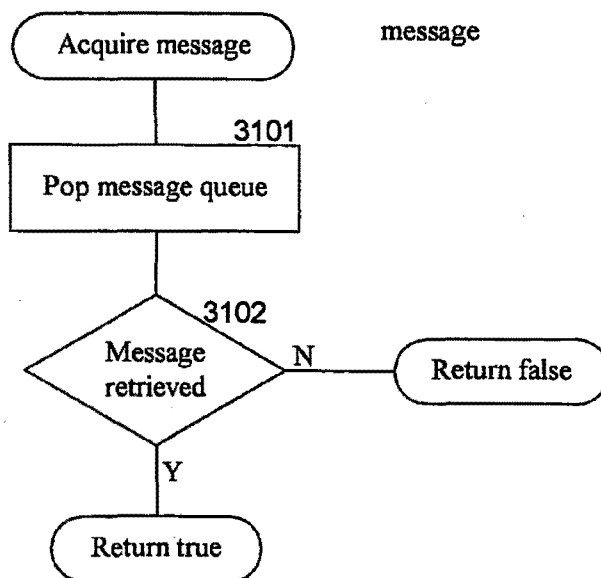 Acquire message
message
3101
Pop message queue
3102
Message
retrieved
N
Return false
Y
Return true